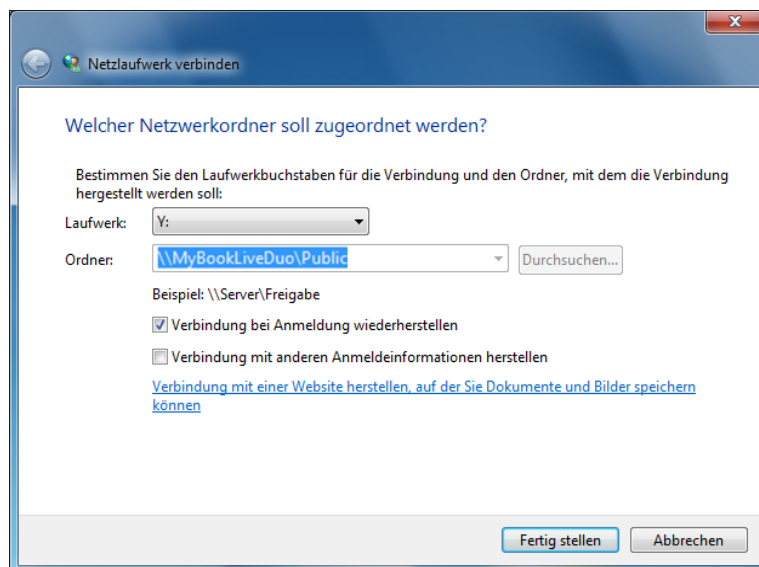 Netzlaufwerk verbinden
Welcher Netzwerkordner soll zugeordnet werden?
Bestimmen Sie den Laufwerkbuchstaben für die Verbindung und den Ordner, mit dem die Verbindung
hergestellt werden soll:
Laufwerk: Y:
Ordner: \\MyBookLiveDuo\Public Durchsuchen...
Beispiel: \\Server\Freigabe
Verbindung bei Anmeldung wiederherstellen
Verbindung mit anderen Anmeldeinformationen herstellen
Verbindung mit einer Website herstellen, auf der Sie Dokumente und Bilder speichern
können
Fertig stellen Abbrechen